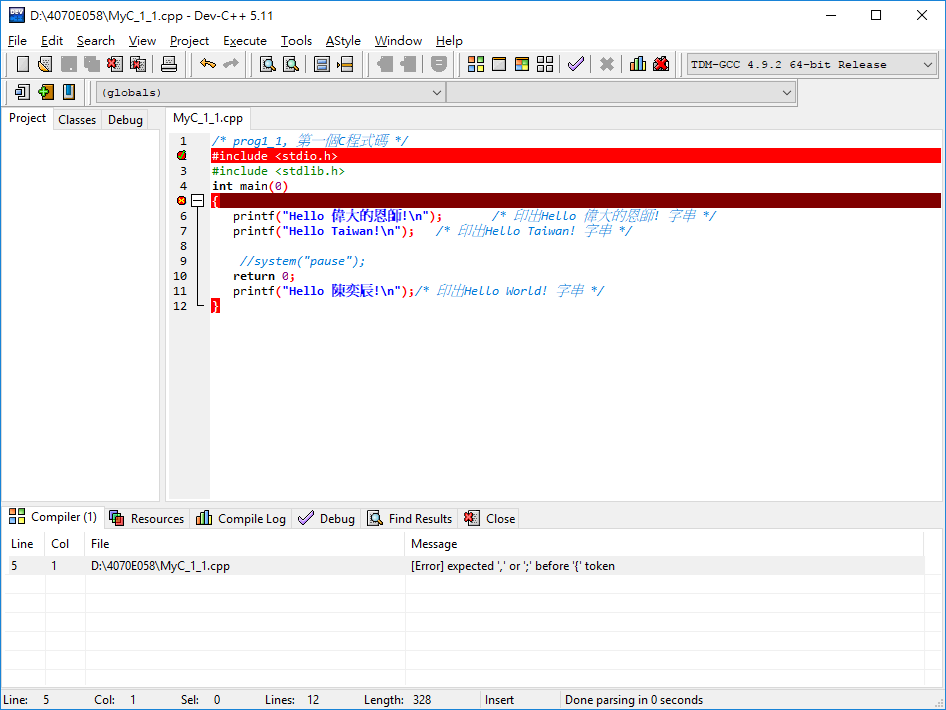 D:\4070E058\MyC_1_1.cpp - Dev-C++ 5.11
File Edit Search View Project Execute Tools AStyle Window Help
TDM-GCC 4.9.2 64-bit Release
(globals)
Project Classes Debug MyC_1_1.cpp
1 /* prog1_1, 第一個C程式碼 */
#include <stdio.h>
3 #include <stdlib.h>
4 int main(0)
{
6 printf("Hello 偉大的恩師!\n"); /* 印出Hello 偉大的恩師! 字串 */
7 printf("Hello Taiwan!\n"); /* 印出Hello Taiwan! 字串 */
8
9 //system("pause");
10 return 0;
11 printf("Hello 陳奕辰!\n");/* 印出Hello World! 字串 */
12 }
Compiler (1) Resources Compile Log Debug Find Results Close
Line Col File Message
5 1 D:\4070E058\MyC_1_1.cpp [Error] expected ',' or ';' before '{' token
Line: 5 Col: 1 Sel: 0 Lines: 12 Length: 328 Insert Done parsing in 0 seconds